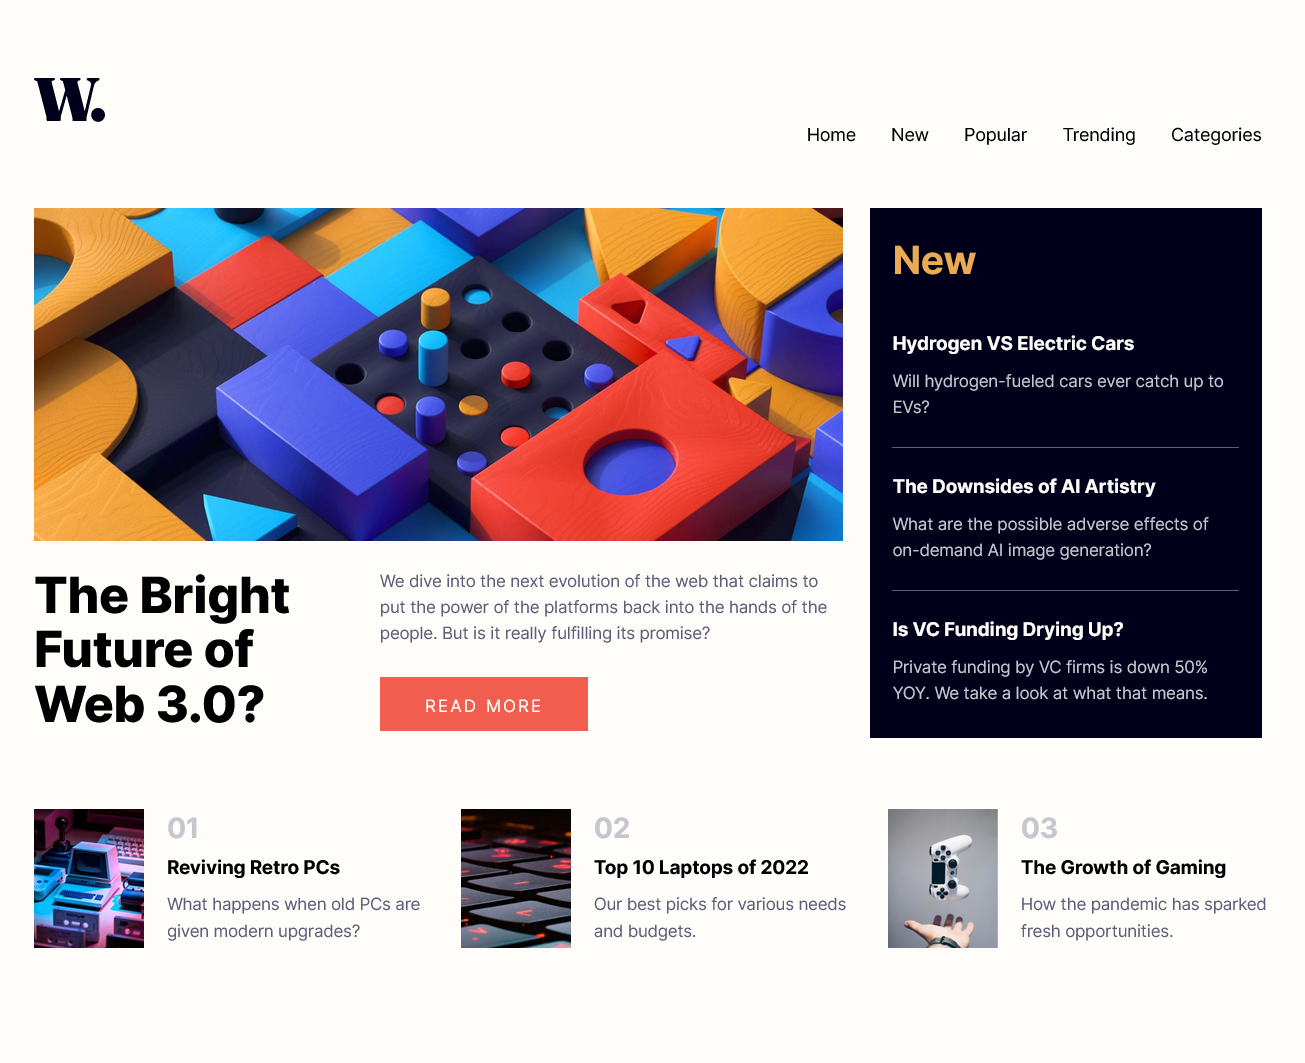 W.
Home New Popular Trending Categories
The Bright
Future of
Web 3.0?
We dive into the next evolution of the web that claims to
put the power of the platforms back into the hands of the
people. But is it really fulfilling its promise?
READ MORE
New
Hydrogen VS Electric Cars
Will hydrogen-fueled cars ever catch up to
EVs?
The Downsides of AI Artistry
What are the possible adverse effects of
on-demand AI image generation?
Is VC Funding Drying Up?
Private funding by VC firms is down 50%
YOY. We take a look at what that means.
01
Reviving Retro PCs
What happens when old PCs are
given modern upgrades?
02
Top 10 Laptops of 2022
Our best picks for various needs
and budgets.
03
The Growth of Gaming
How the pandemic has sparked
fresh opportunities.